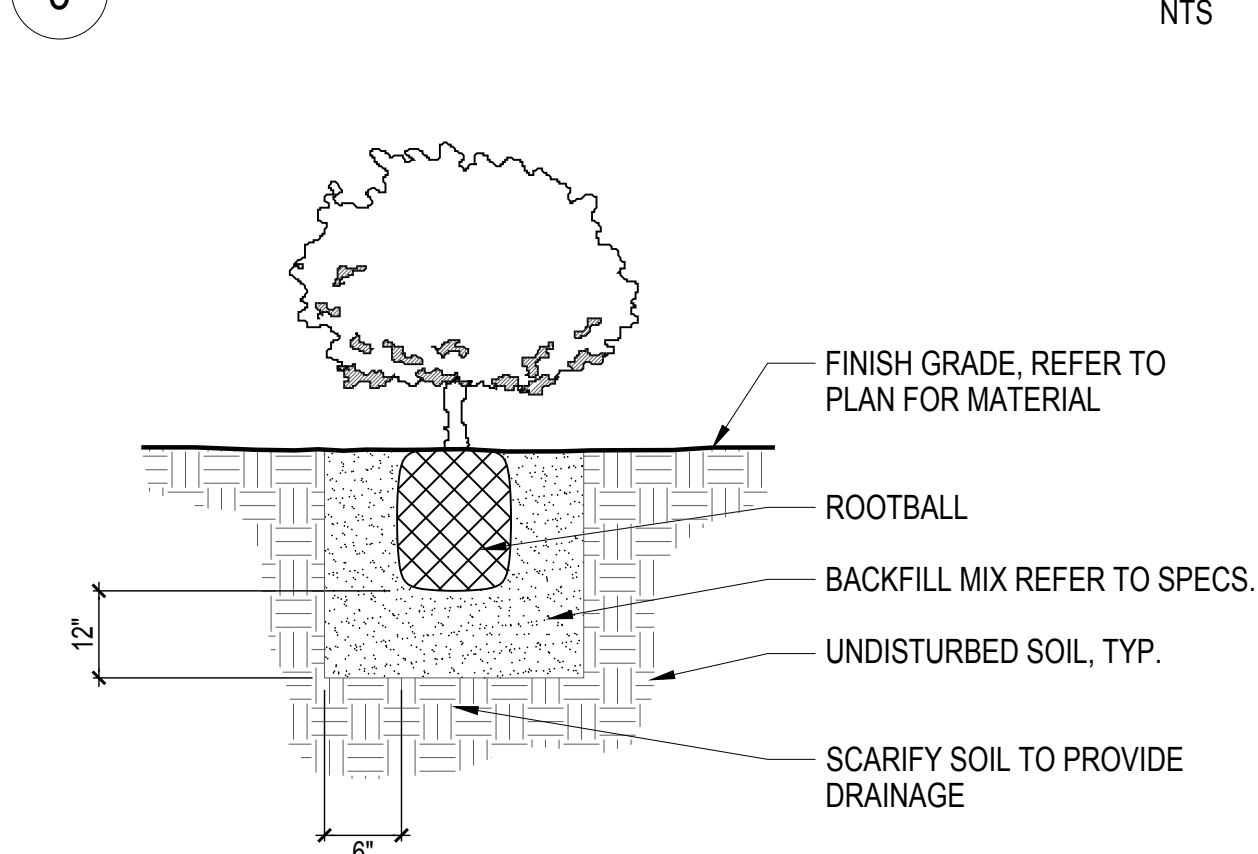 NTS
FINISH GRADE, REFER TO
PLAN FOR MATERIAL
ROOTBALL
BACKFILL MIX REFER TO SPECS.
12"
UNDISTURBED SOIL, TYP.
SCARIFY SOIL TO PROVIDE
DRAINAGE
6"